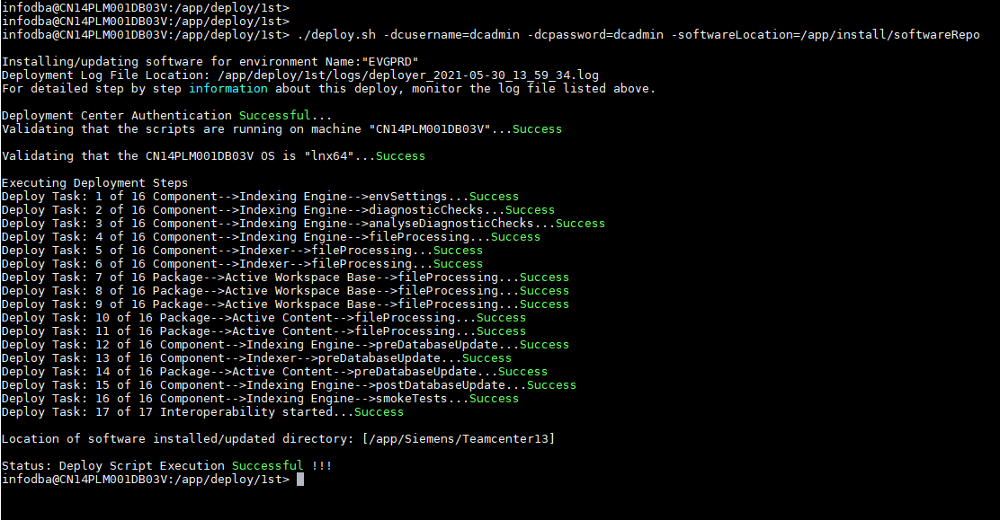 infodba@CN14PLM001DB03V:/app/deploy/1st>
infodba@CN14PLM001DB03V:/app/deploy/1st>
infodba@CN14PLM001DB03V:/app/deploy/1st> ./deploy.sh -dcusername=dcadmin -dcpassword=dcadmin -softwareLocation=/app/install/softwareRepo
Installing/updating software for environment Name:"EVGPRD"
Deployment Log File Location: /app/deploy/1st/logs/deployer_2021-05-30_13_59_34.log
For detailed step by step information about this deploy, monitor the log file listed above.
Deployment Center Authentication Successful...
Validating that the scripts are running on machine "CN14PLM001DB03V"...Success
Validating that the CN14PLM001DB03V OS is "lnx64"...Success
Executing Deployment Steps
Deploy Task: 1 of 16 Component-->Indexing Engine-->envSettings...Success
Deploy Task: 2 of 16 Component-->Indexing Engine-->diagnosticChecks...Success
Deploy Task: 3 of 16 Component-->Indexing Engine-->analyseDiagnosticChecks...Success
Deploy Task: 4 of 16 Component-->Indexing Engine-->fileProcessing...Success
Deploy Task: 5 of 16 Component-->Indexer-->fileProcessing...Success
Deploy Task: 6 of 16 Component-->Indexer-->fileProcessing...Success
Deploy Task: 7 of 16 Package-->Active Workspace Base-->fileProcessing...Success
Deploy Task: 8 of 16 Package-->Active Workspace Base-->fileProcessing...Success
Deploy Task: 9 of 16 Package-->Active Workspace Base-->fileProcessing...Success
Deploy Task: 10 of 16 Package-->Active Content-->fileProcessing...Success
Deploy Task: 11 of 16 Package-->Active Content-->fileProcessing...Success
Deploy Task: 12 of 16 Component-->Indexing Engine-->preDatabaseUpdate...Success
Deploy Task: 13 of 16 Component-->Indexer-->preDatabaseUpdate...Success
Deploy Task: 14 of 16 Package-->Active Content-->preDatabaseUpdate...Success
Deploy Task: 15 of 16 Component-->Indexing Engine-->postDatabaseUpdate...Success
Deploy Task: 16 of 16 Component-->Indexing Engine-->smokeTests...Success
Deploy Task: 17 of 17 Interoperability started...Success
Location of software installed/updated directory: [/app/Siemens/Teamcenter13]
Status: Deploy Script Execution Successful !!!
infodba@CN14PLM001DB03V:/app/deploy/1st>